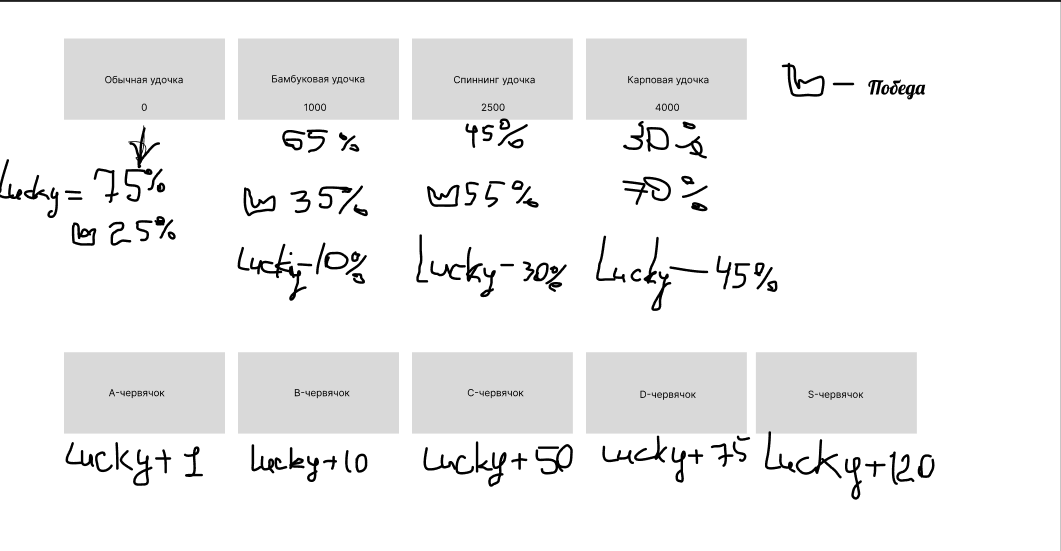 Обычная удочка
0
Бамбуковая удочка
1000
Спиннинг удочка
2500
Карповая удочка
4000
— Победа
Lucky = 75%
25%
65%
35%
Lucky-10%
45%
55%
Lucky-30%
30%
70%
Lucky-45%
A-червячок
Lucky+1
B-червячок
Lucky+10
C-червячок
Lucky+50
D-червячок
Lucky+75
S-червячок
Lucky+120